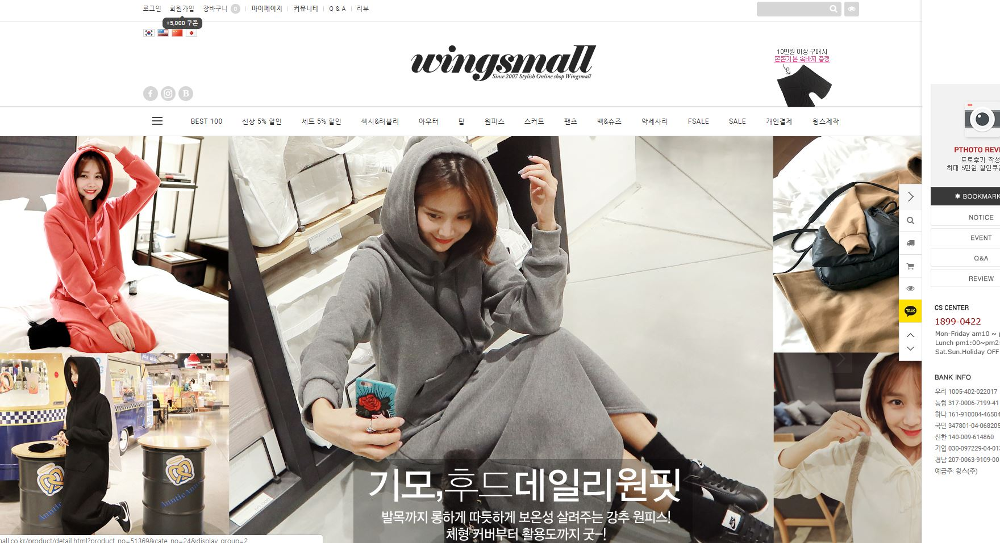 로그인 회원가입 장바구니 0 마이페이지 커뮤니티 Q & A 리뷰
+5,000 쿠폰
wingsmall
Since 2007 Stylish Online shop Wingsmall
10만원 이상 구매시
쫀쫀기본 속바지 증정
BEST 100 신상 5% 할인 세트 5% 할인 섹시&러블리 아우터 탑 원피스 스커트 팬츠 백&슈즈 악세사리 FSALE SALE 개인결제 윙스제작
55,000
기모,후드데일리원핏
발목까지 롱하게 따듯하게 보온성 살려주는 강추 원피스!
체형 커버부터 활용도까지 굿~!
Auntie Anne
Auntie
NIKE
PTHOTO REVI
포토후기 작성
최대 5만원 할인쿠폰
BOOKMARK
NOTICE
EVENT
Q&A
REVIEW
TALK
CS CENTER
1899-0422
Mon-Friday am10 ~ p
Lunch pm1:00~pm2:
Sat.Sun.Holiday OFF
BANK INFO
우리 1005-402-022017
농협 317-0006-7199-41
하나 161-910004-46504
국민 347801-04-068205
신한 140-009-614860
기업 030-097229-04-013
경남 207-0063-9109-00
예금주: 윙스(주)
nall.co.kr/product/detail.html?product_no=51369&cate_no=24&display_group=2